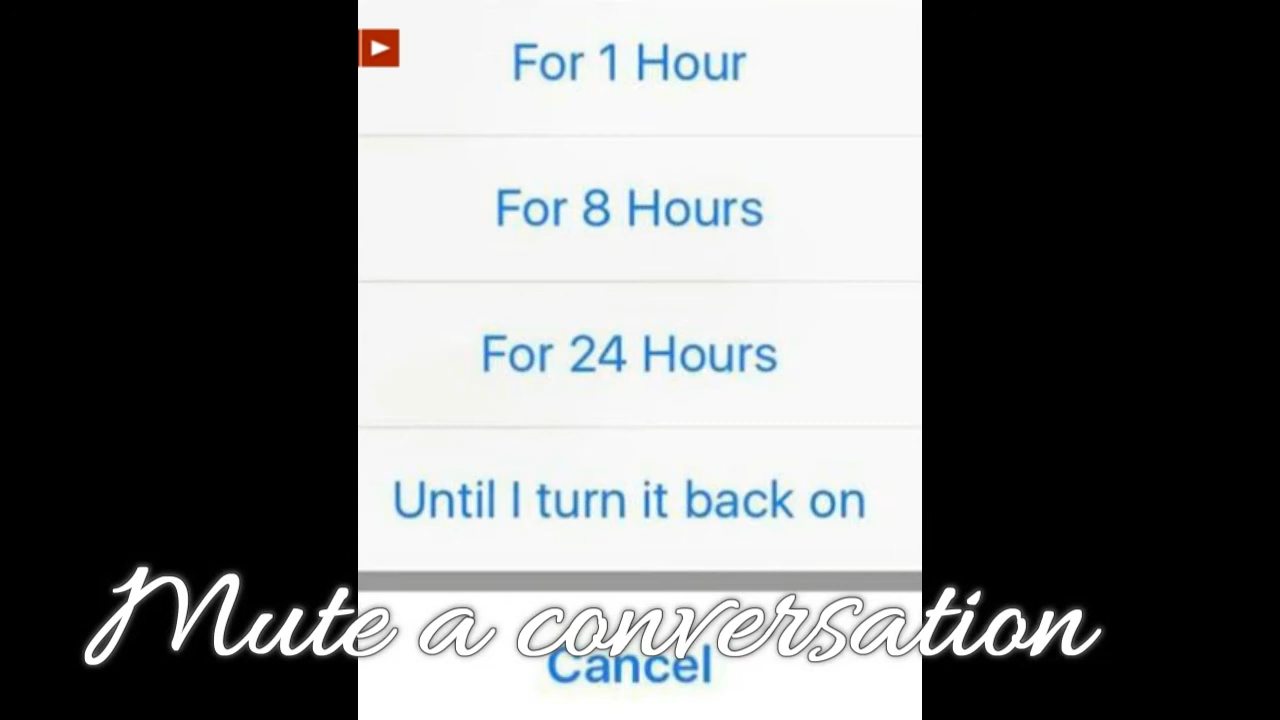 For 1 Hour
For 8 Hours
For 24 Hours
Until I turn it back on
Mute a conversation
Cancel